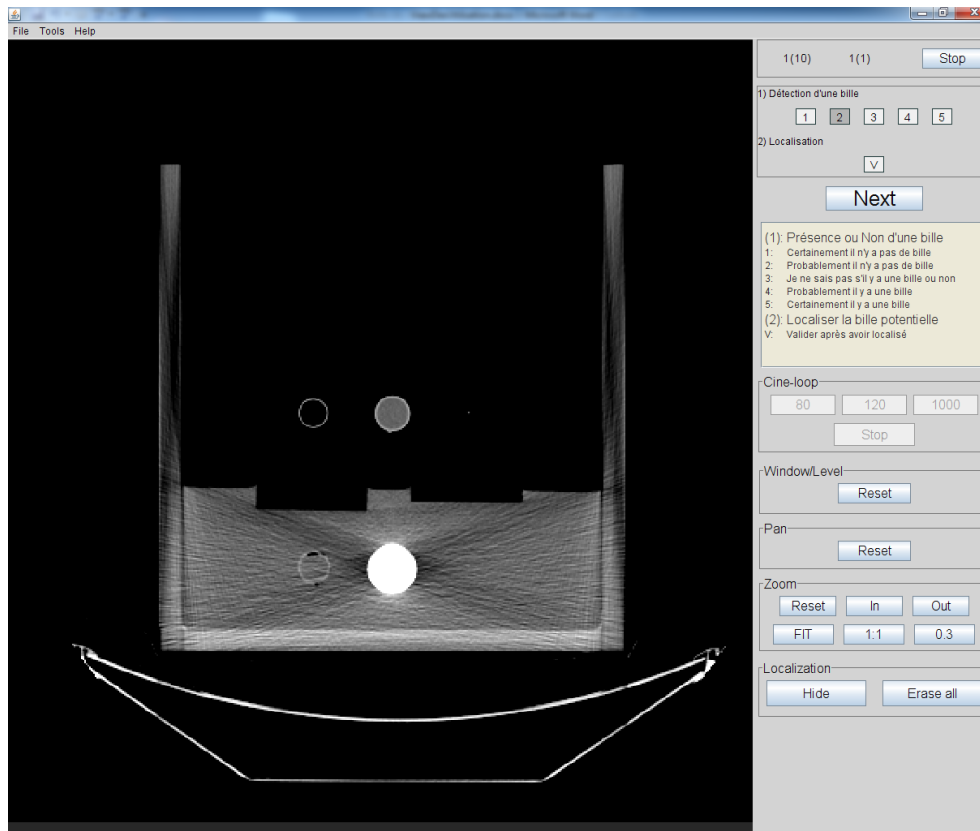 File Tools Help
1(10) 1(1) Stop
1) Détection d'une bille
1 2 3 4 5
2) Localisation
V
Next
(1): Présence ou Non d'une bille
1: Certainement il n'y a pas de bille
2: Probablement il n'y a pas de bille
3: Je ne sais pas s'il y a une bille ou non
4: Probablement il y a une bille
5: Certainement il y a une bille
(2): Localiser la bille potentielle
V: Valider après avoir localisé
Cine-loop
80 120 1000
Stop
Window/Level
Reset
Pan
Reset
Zoom
Reset In Out
FIT 1:1 0.3
Localization
Hide Erase all